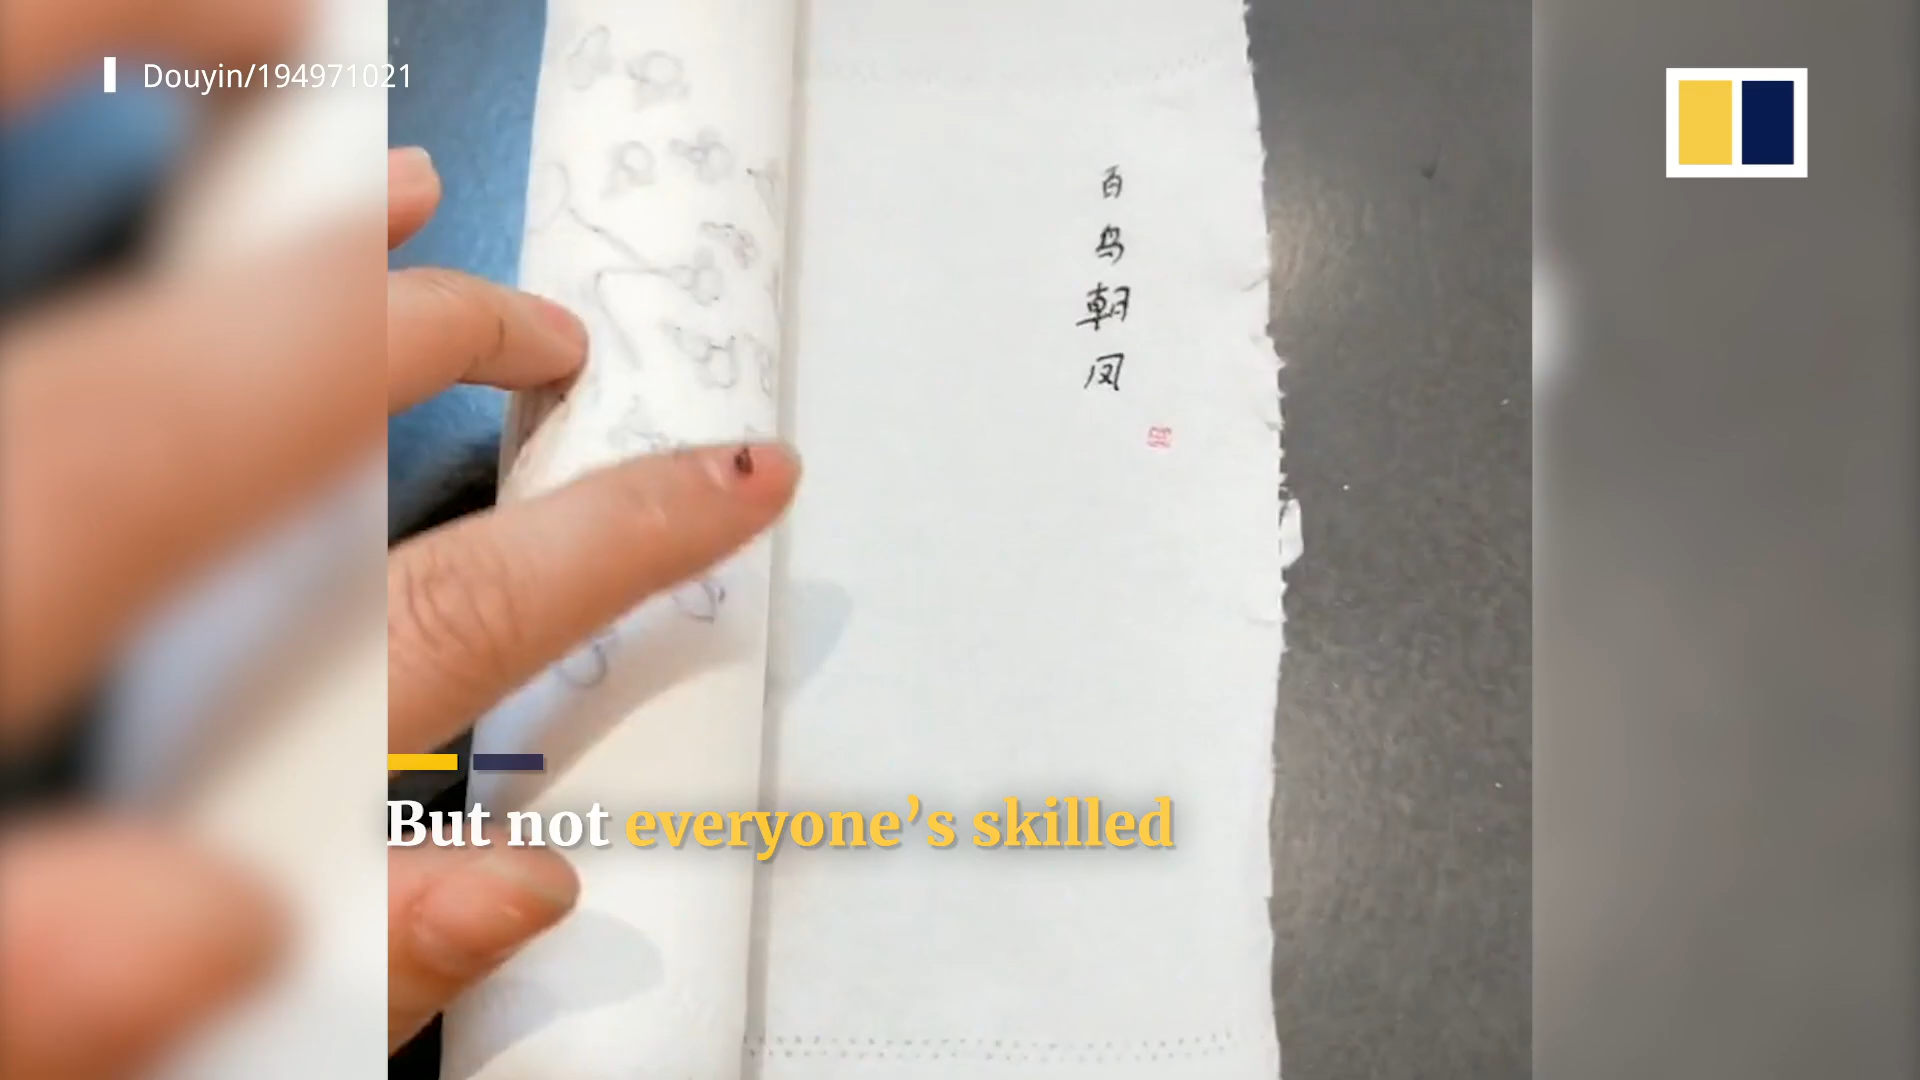 Douyin/194971021
百
鸟
朝
凤
But not everyone's skilled